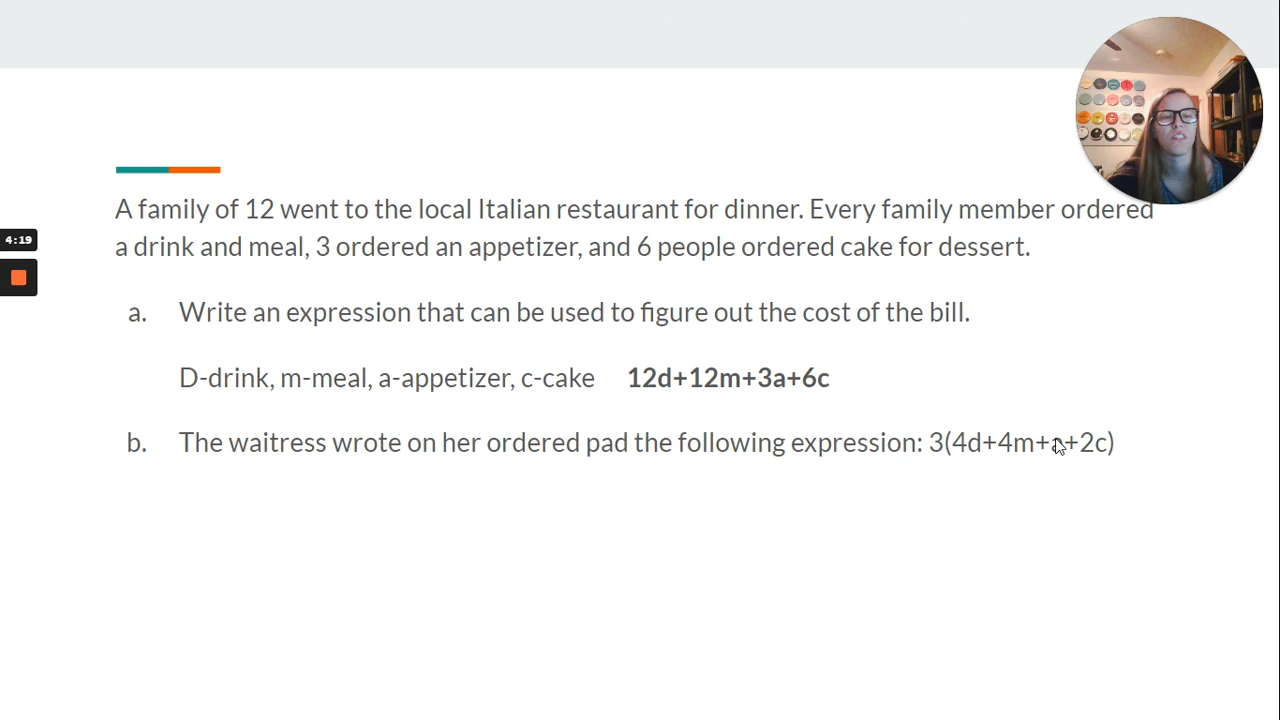 A family of 12 went to the local Italian restaurant for dinner. Every family member ordered
a drink and meal, 3 ordered an appetizer, and 6 people ordered cake for dessert.
a. Write an expression that can be used to figure out the cost of the bill.
D-drink, m-meal, a-appetizer, c-cake 12d+12m+3a+6c
b. The waitress wrote on her ordered pad the following expression: 3(4d+4m+a+2c)
4:19